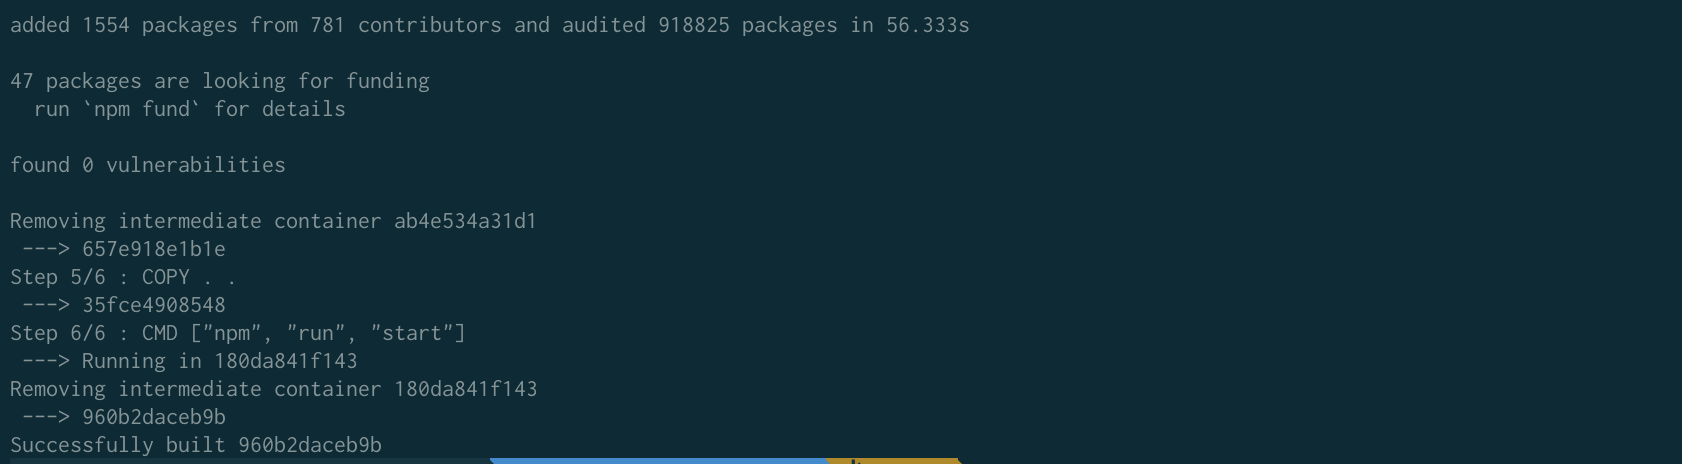 added 1554 packages from 781 contributors and audited 918825 packages in 56.333s
47 packages are looking for funding
run `npm fund` for details
found 0 vulnerabilities
Removing intermediate container ab4e534a31d1
---> 657e918e1b1e
Step 5/6 : COPY . .
---> 35fce4908548
Step 6/6 : CMD ["npm", "run", "start"]
---> Running in 180da841f143
Removing intermediate container 180da841f143
---> 960b2daceb9b
Successfully built 960b2daceb9b